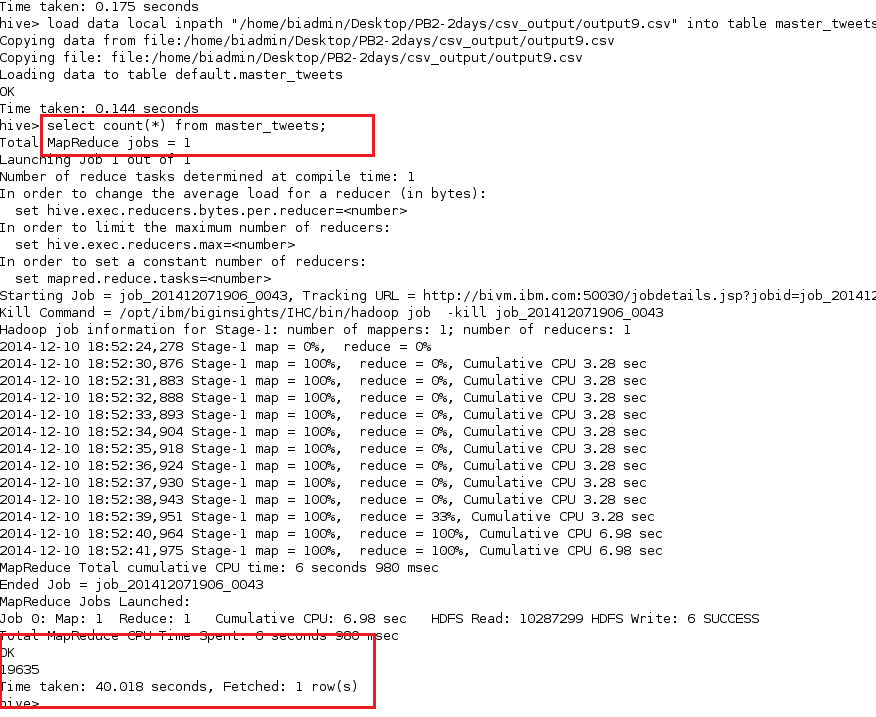 Time taken: 0.175 seconds
hive> load data local inpath "/home/biadmin/Desktop/PB2-2days/csv_output/output9.csv" into table master_tweets
Copying data from file:/home/biadmin/Desktop/PB2-2days/csv_output/output9.csv
Copying file: file:/home/biadmin/Desktop/PB2-2days/csv_output/output9.csv
Loading data to table default.master_tweets
OK
Time taken: 0.144 seconds
hive> select count(*) from master_tweets;
Total MapReduce jobs = 1
Launching Job 1 out of 1
Number of reduce tasks determined at compile time: 1
In order to change the average load for a reducer (in bytes):
  set hive.exec.reducers.bytes.per.reducer=<number>
In order to limit the maximum number of reducers:
  set hive.exec.reducers.max=<number>
In order to set a constant number of reducers:
  set mapred.reduce.tasks=<number>
Starting Job = job_201412071906_0043, Tracking URL = http://bivm.ibm.com:50030/jobdetails.jsp?jobid=job_201412
Kill Command = /opt/ibm/biginsights/IHC/bin/hadoop job  -kill job_201412071906_0043
Hadoop job information for Stage-1: number of mappers: 1; number of reducers: 1
2014-12-10 18:52:24,278 Stage-1 map = 0%,  reduce = 0%
2014-12-10 18:52:30,876 Stage-1 map = 100%,  reduce = 0%, Cumulative CPU 3.28 sec
2014-12-10 18:52:31,883 Stage-1 map = 100%,  reduce = 0%, Cumulative CPU 3.28 sec
2014-12-10 18:52:32,888 Stage-1 map = 100%,  reduce = 0%, Cumulative CPU 3.28 sec
2014-12-10 18:52:33,893 Stage-1 map = 100%,  reduce = 0%, Cumulative CPU 3.28 sec
2014-12-10 18:52:34,904 Stage-1 map = 100%,  reduce = 0%, Cumulative CPU 3.28 sec
2014-12-10 18:52:35,918 Stage-1 map = 100%,  reduce = 0%, Cumulative CPU 3.28 sec
2014-12-10 18:52:36,924 Stage-1 map = 100%,  reduce = 0%, Cumulative CPU 3.28 sec
2014-12-10 18:52:37,930 Stage-1 map = 100%,  reduce = 0%, Cumulative CPU 3.28 sec
2014-12-10 18:52:38,943 Stage-1 map = 100%,  reduce = 0%, Cumulative CPU 3.28 sec
2014-12-10 18:52:39,951 Stage-1 map = 100%,  reduce = 33%, Cumulative CPU 3.28 sec
2014-12-10 18:52:40,964 Stage-1 map = 100%,  reduce = 100%, Cumulative CPU 6.98 sec
2014-12-10 18:52:41,975 Stage-1 map = 100%,  reduce = 100%, Cumulative CPU 6.98 sec
MapReduce Total cumulative CPU time: 6 seconds 980 msec
Ended Job = job_201412071906_0043
MapReduce Jobs Launched:
Job 0: Map: 1  Reduce: 1   Cumulative CPU: 6.98 sec   HDFS Read: 10287299 HDFS Write: 6 SUCCESS
Total MapReduce CPU Time Spent: 6 seconds 980 msec
OK
19635
Time taken: 40.018 seconds, Fetched: 1 row(s)
hive>